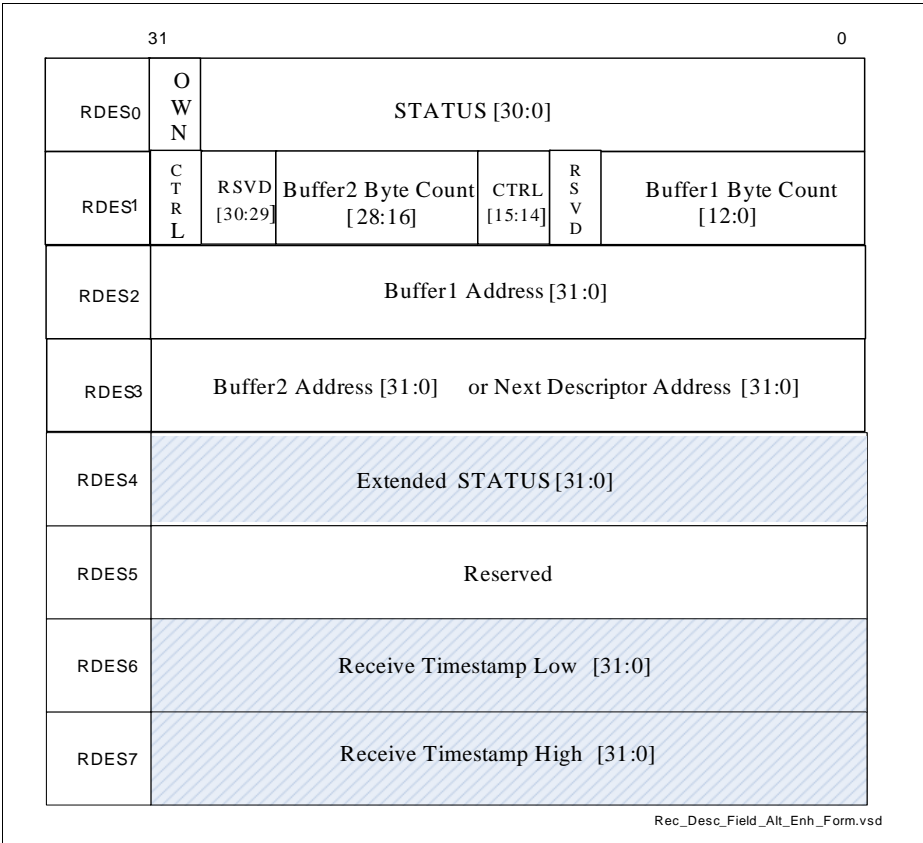 31 0
RDES0 OWN STATUS [30:0]
RDES1 CTRL RSVD [30:29] Buffer2 Byte Count [28:16] CTRL [15:14] RSVD Buffer1 Byte Count [12:0]
RDES2 Buffer1 Address [31:0]
RDES3 Buffer2 Address [31:0] or Next Descriptor Address [31:0]
RDES4 Extended STATUS [31:0]
RDES5 Reserved
RDES6 Receive Timestamp Low [31:0]
RDES7 Receive Timestamp High [31:0]
Rec_Desc_Field_Alt_Enh_Form.vsd